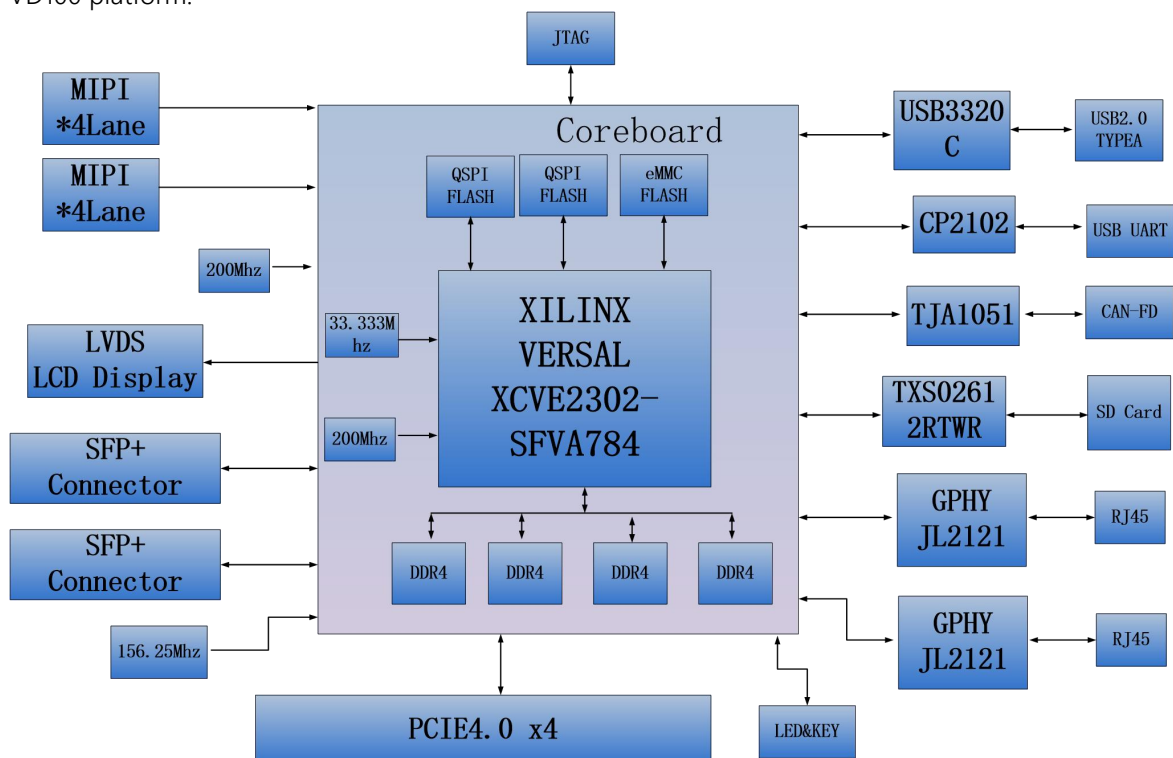 VD100 platform.
JTAG
MIPI
*4Lane
MIPI
*4Lane
200Mhz
LVDS
LCD Display
SFP+
Connector
SFP+
Connector
156.25Mhz
Coreboard
QSPI
FLASH
QSPI
FLASH
eMMC
FLASH
33.333M
hz
200Mhz
XILINX
VERSAL
XCVE2302-
SFVA784
DDR4
DDR4
DDR4
DDR4
USB3320
C
USB2.0
TYPEA
CP2102
USB UART
TJA1051
CAN-FD
TXS0261
2RTWR
SD Card
GPHY
JL2121
RJ45
GPHY
JL2121
RJ45
PCIE4.0 x4
LED&KEY